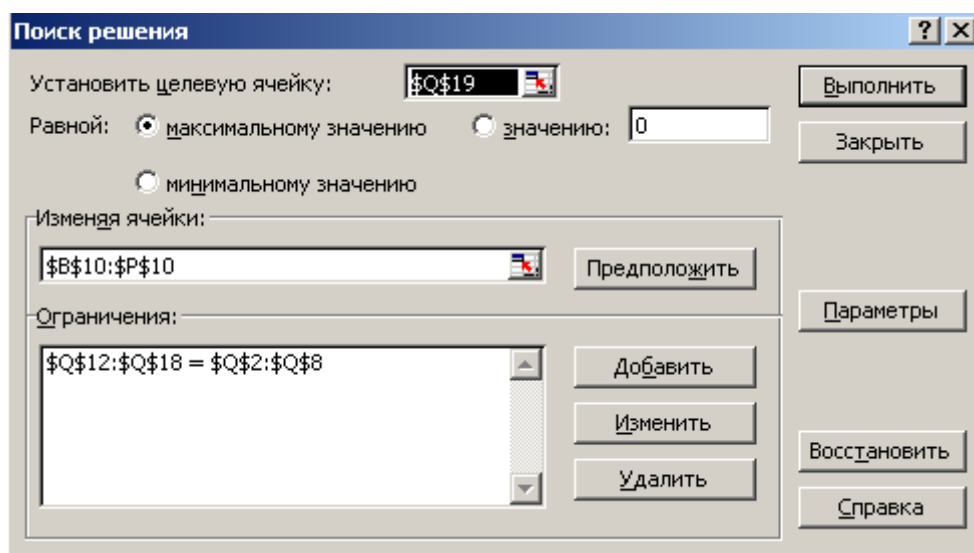 Поиск решения
Установить целевую ячейку: $Q$19 Выполнить
Равной: максимальному значению значению: 0 Закрыть
минимальному значению
Изменяя ячейки:
$B$10:$P$10 Предположить
Ограничения: Параметры
$Q$12:$Q$18 = $Q$2:$Q$8 Добавить
Изменить
Восстановить
Удалить
Справка